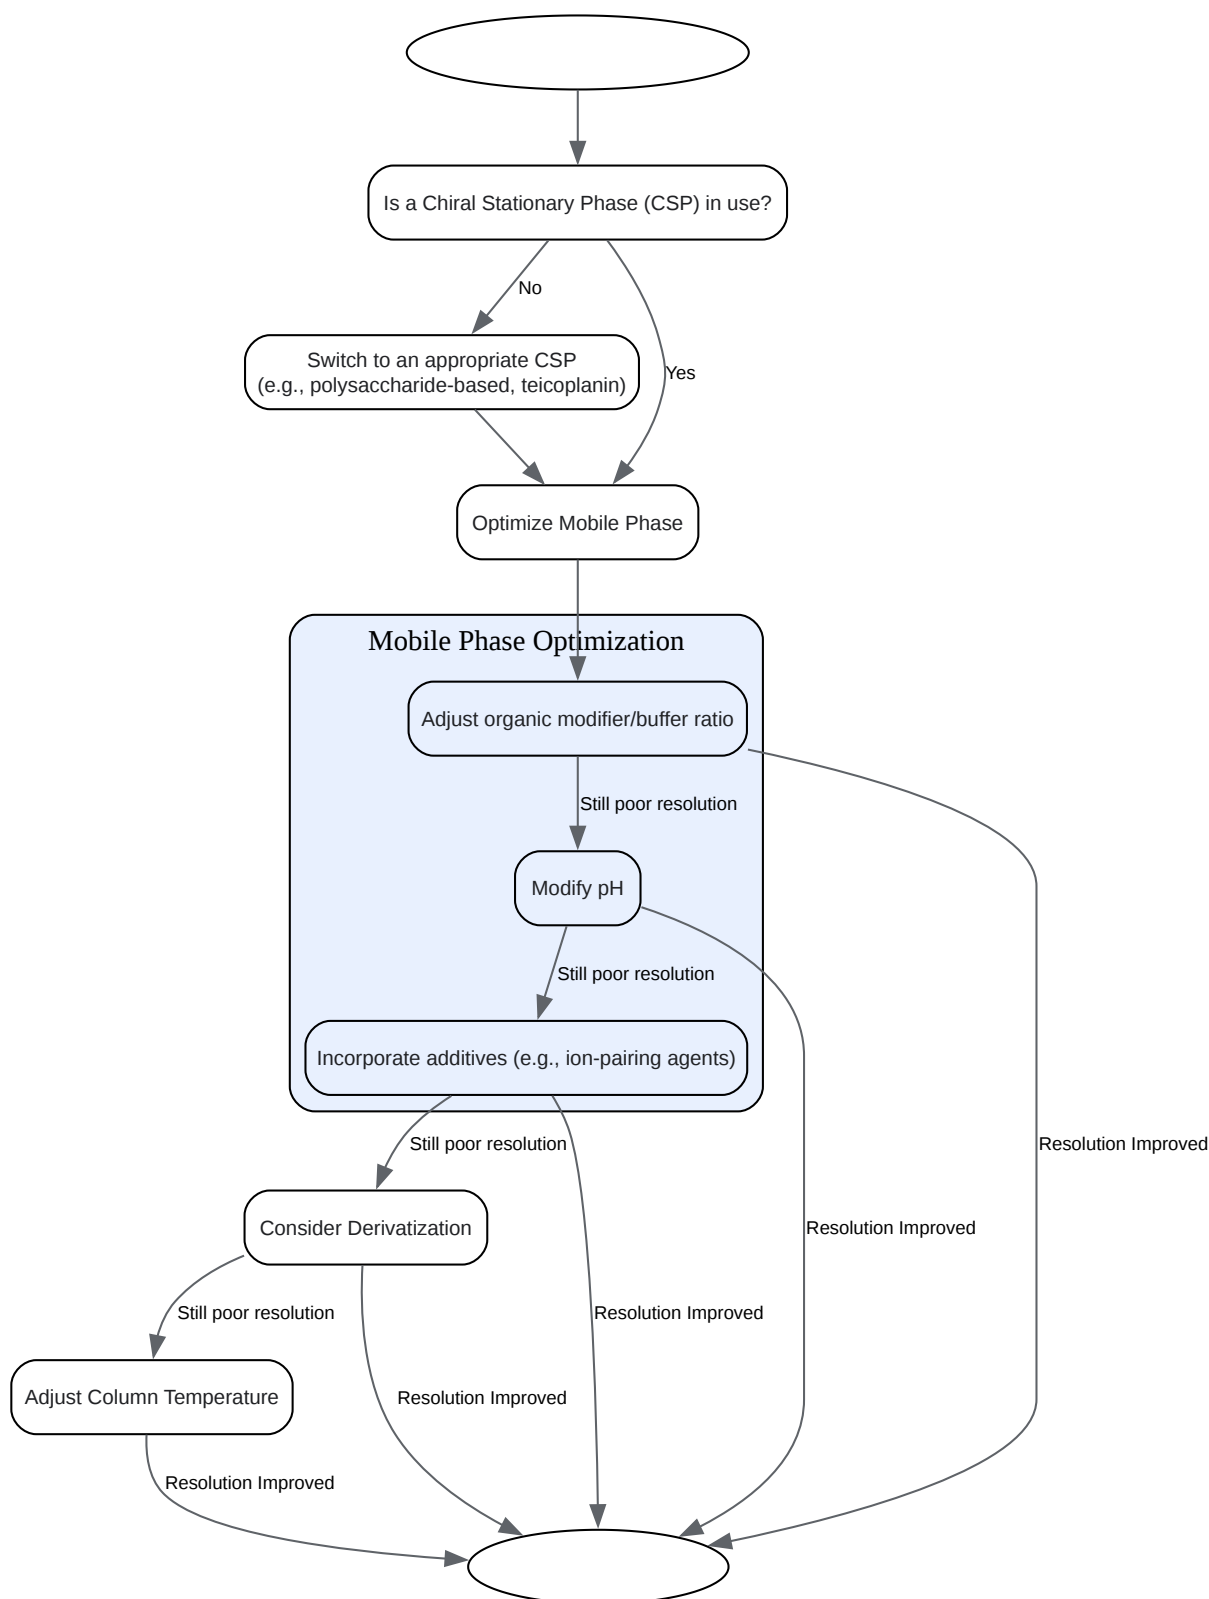 Is a Chiral Stationary Phase (CSP) in use?
No
Switch to an appropriate CSP
(e.g., polysaccharide-based, teicoplanin)
Yes
Optimize Mobile Phase
Mobile Phase Optimization
Adjust organic modifier/buffer ratio
Still poor resolution
Modify pH
Still poor resolution
Incorporate additives (e.g., ion-pairing agents)
Still poor resolution
Resolution Improved
Consider Derivatization
Resolution Improved
Still poor resolution
Resolution Improved
Adjust Column Temperature
Resolution Improved
Resolution Improved